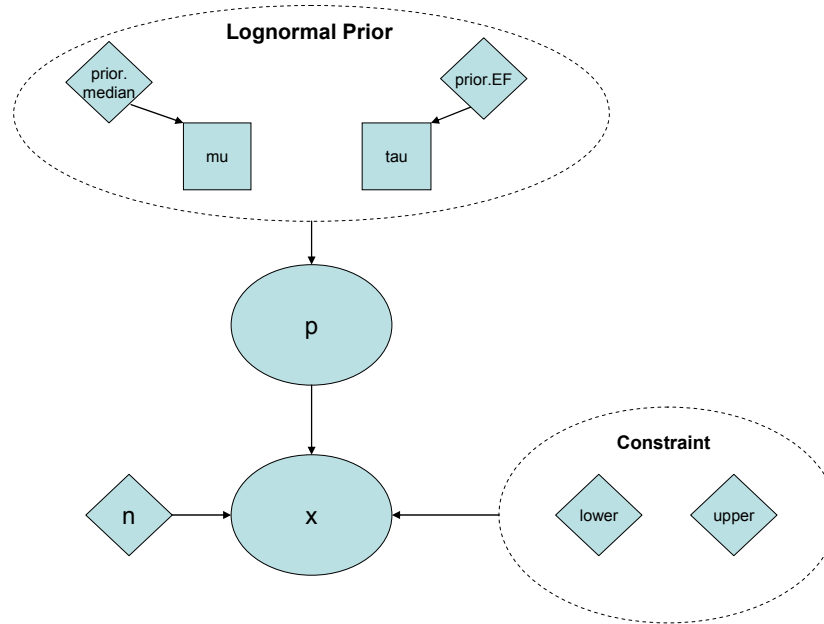 Lognormal Prior
prior.
median
prior.EF
mu
tau
p
Constraint
n
x
lower
upper